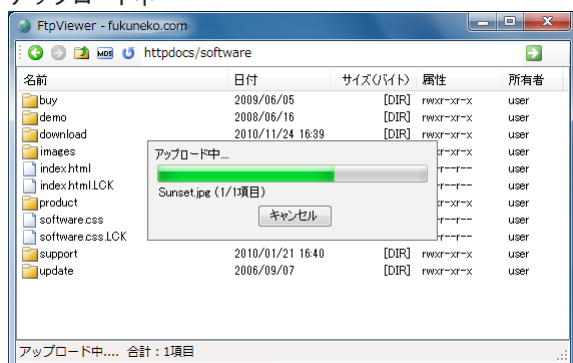 FtpViewer - fukuneko.com
MDS httpdocs/software
名前 日付 サイズ(バイト) 属性 所有者
buy 2009/06/05 [DIR] rwxr-xr-x user
demo 2008/06/16 [DIR] rwxr-xr-x user
download 2010/11/24 16:39 [DIR] rwxr-xr-x user
images xr-xr-x user
index.html r--r-- user
index.html.LCK r--r-- user
product xr-xr-x user
software.css r--r-- user
software.css.LCK r--r-- user
support 2010/01/21 16:40 [DIR] rwxr-xr-x user
update 2006/09/07 [DIR] rwxr-xr-x user
アップロード中...
Sunset.jpg (1/1項目)
キャンセル
アップロード中.... 合計:1項目